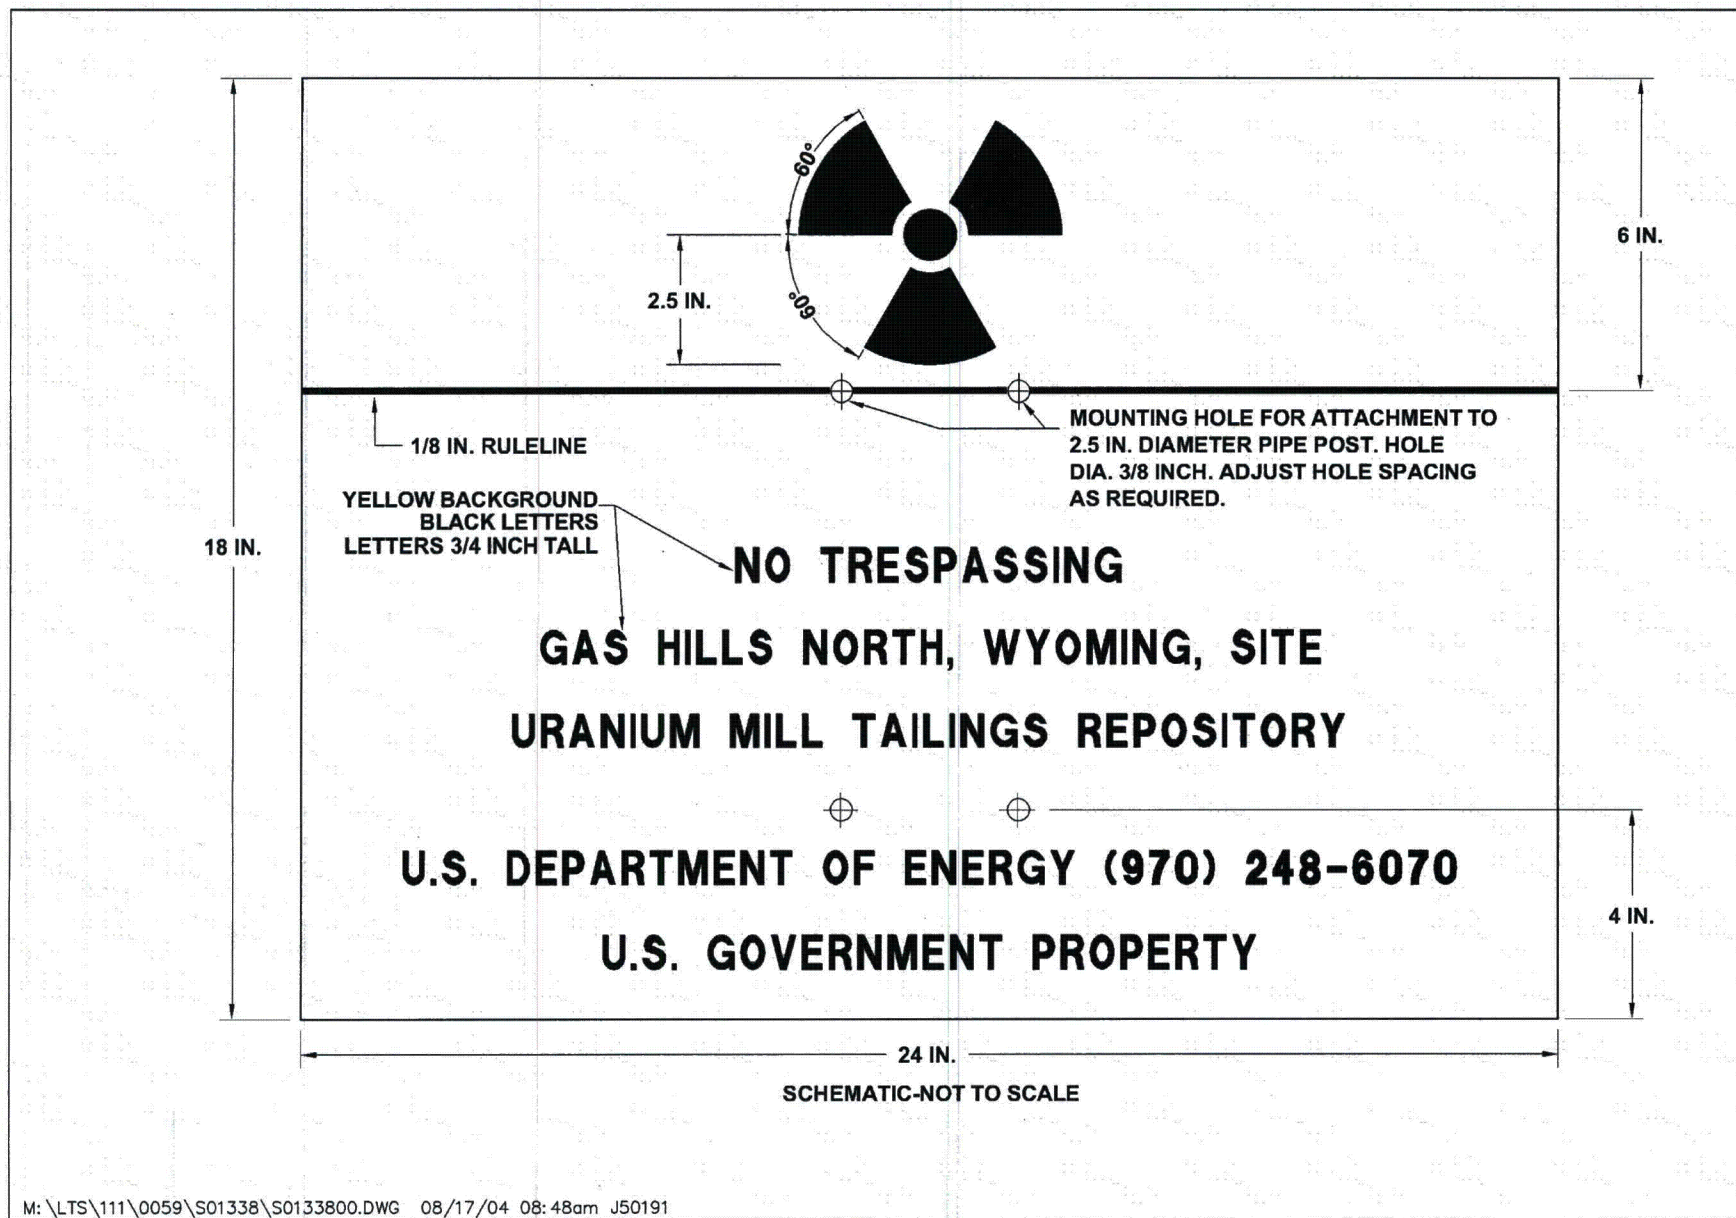 60°
6 IN.
2.5 IN.
60°
MOUNTING HOLE FOR ATTACHMENT TO
2.5 IN. DIAMETER PIPE POST. HOLE
DIA. 3/8 INCH. ADJUST HOLE SPACING
AS REQUIRED.
1/8 IN. RULELINE
YELLOW BACKGROUND
BLACK LETTERS
LETTERS 3/4 INCH TALL
18 IN.
NO TRESPASSING
GAS HILLS NORTH, WYOMING, SITE
URANIUM MILL TAILINGS REPOSITORY
U.S. DEPARTMENT OF ENERGY (970) 248-6070
4 IN.
U.S. GOVERNMENT PROPERTY
24 IN.
SCHEMATIC-NOT TO SCALE
M:\LTS\111\0059\S01338\S0133800.DWG 08/17/04 08:48am J50191